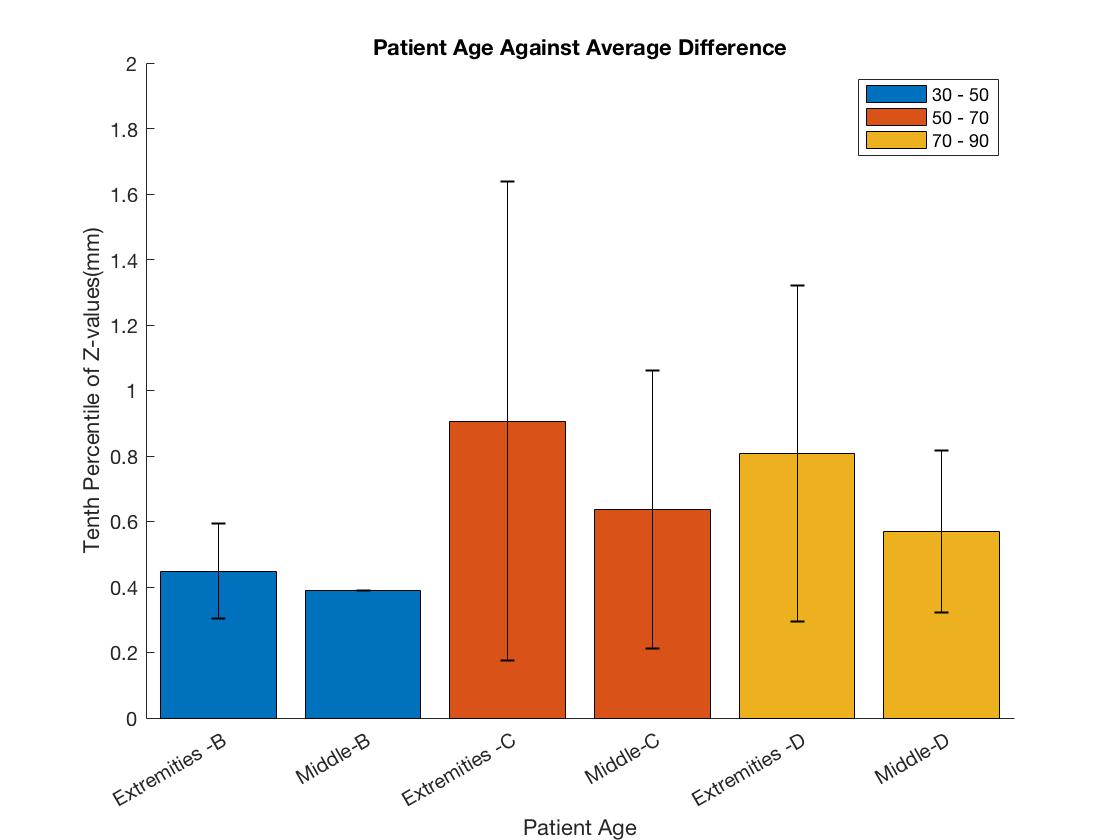 Patient Age Against Average Difference
30 - 50
50 - 70
70 - 90
Tenth Percentile of Z-values(mm)
2
1.8
1.6
1.4
1.2
1
0.8
0.6
0.4
0.2
0
Extremities -B
Middle-B
Extremities -C
Middle-C
Extremities -D
Middle-D
Patient Age